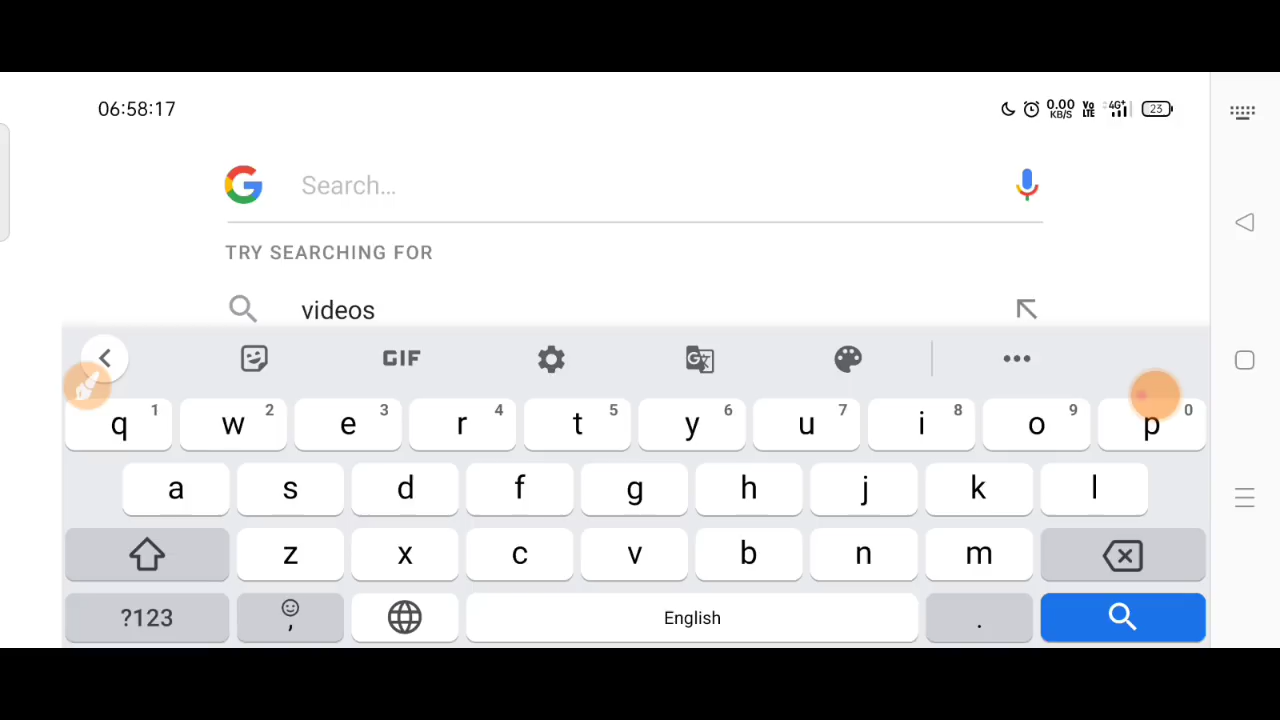 06:58:17 0.00 KB/S Vo LTE 4G+ 23
G Search...
TRY SEARCHING FOR
videos
GIF G
q 1 w 2 e 3 r 4 t 5 y 6 u 7 i 8 o 9 p 0
a s d f g h j k l
z x c v b n m
?123 , English .